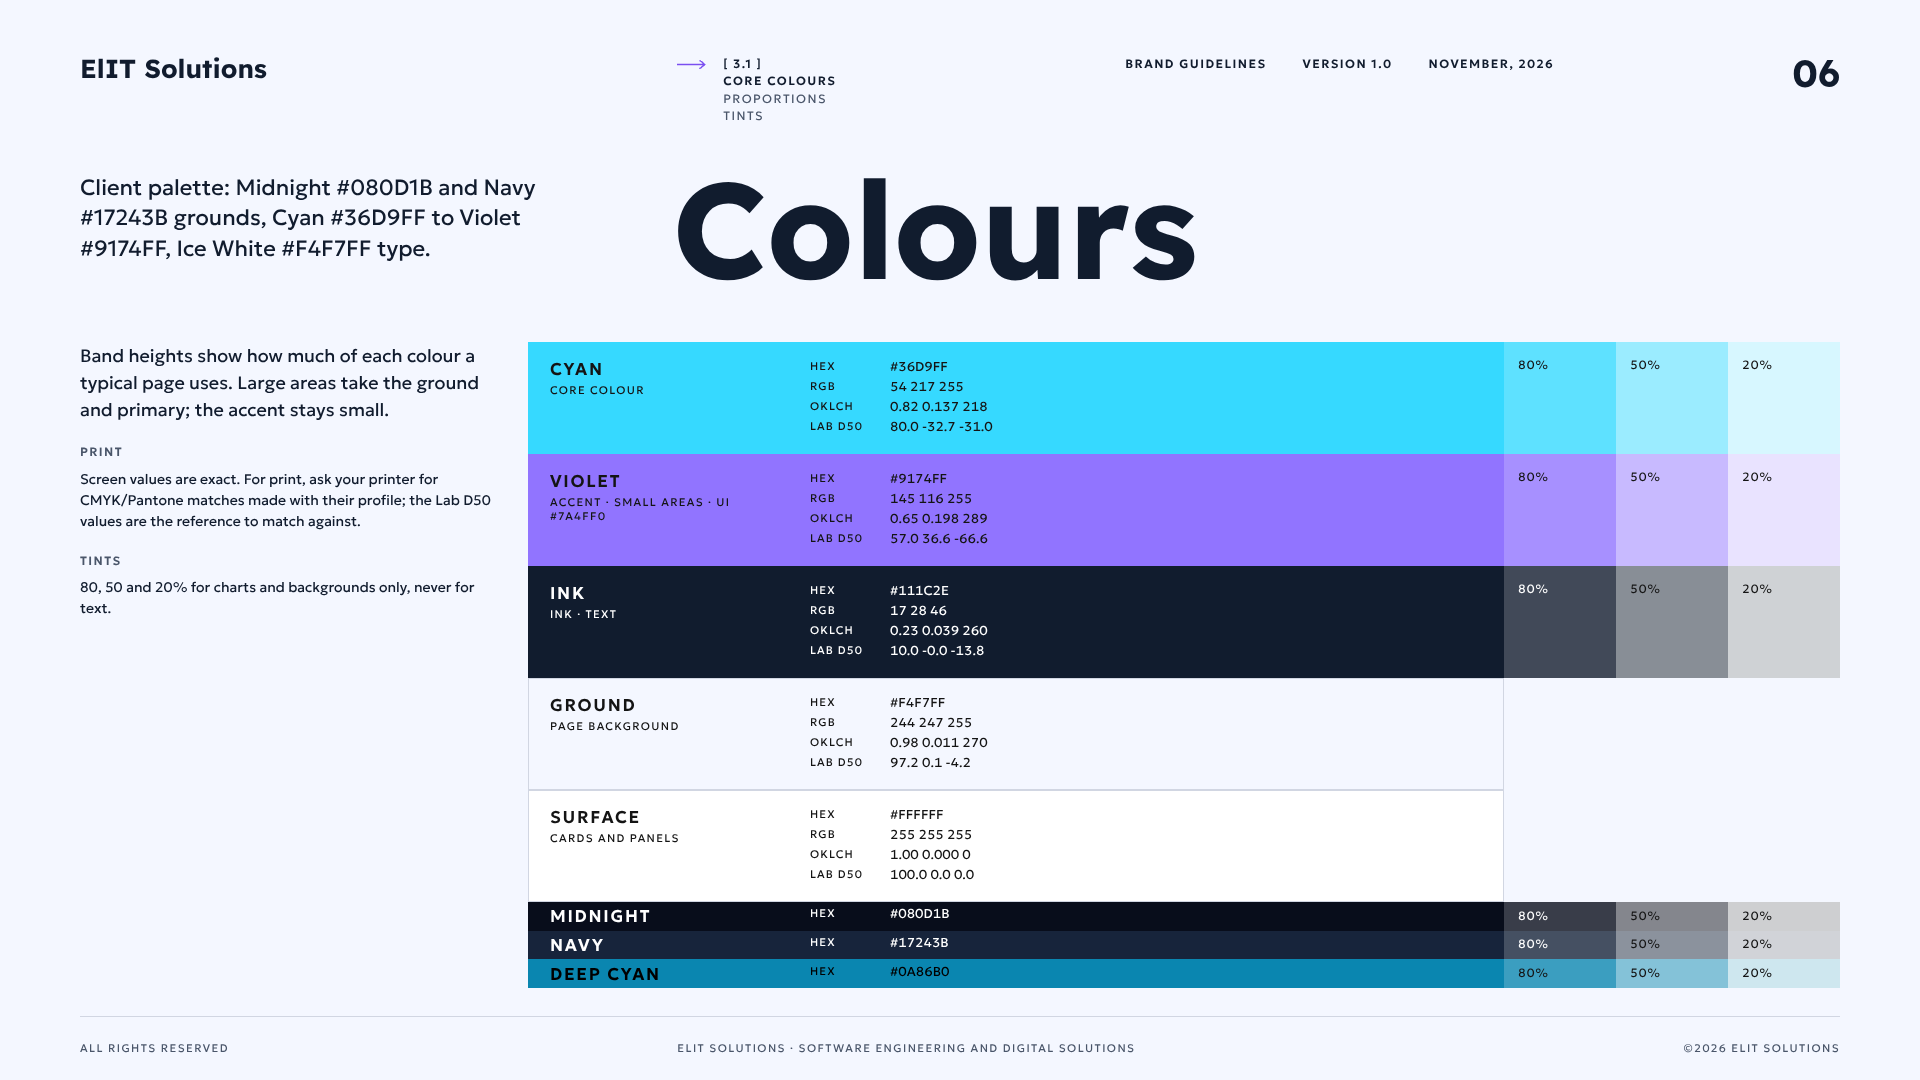 ElIT Solutions
[ 3.1 ]
CORE COLOURS
PROPORTIONS
TINTS
BRAND GUIDELINES
VERSION 1.0
NOVEMBER, 2026
06
Client palette: Midnight #080D1B and Navy
#17243B grounds, Cyan #36D9FF to Violet
#9174FF, Ice White #F4F7FF type.
Colours
Band heights show how much of each colour a
typical page uses. Large areas take the ground
and primary; the accent stays small.
PRINT
Screen values are exact. For print, ask your printer for
CMYK/Pantone matches made with their profile; the Lab D50
values are the reference to match against.
TINTS
80, 50 and 20% for charts and backgrounds only, never for
text.
CYAN
CORE COLOUR
HEX #36D9FF
RGB 54 217 255
OKLCH 0.82 0.137 218
LAB D50 80.0 -32.7 -31.0
80% 50% 20%
VIOLET
ACCENT · SMALL AREAS · UI
#7A4FF0
HEX #9174FF
RGB 145 116 255
OKLCH 0.65 0.198 289
LAB D50 57.0 36.6 -66.6
80% 50% 20%
INK
INK · TEXT
HEX #111C2E
RGB 17 28 46
OKLCH 0.23 0.039 260
LAB D50 10.0 -0.0 -13.8
80% 50% 20%
GROUND
PAGE BACKGROUND
HEX #F4F7FF
RGB 244 247 255
OKLCH 0.98 0.011 270
LAB D50 97.2 0.1 -4.2
SURFACE
CARDS AND PANELS
HEX #FFFFFF
RGB 255 255 255
OKLCH 1.00 0.000 0
LAB D50 100.0 0.0 0.0
MIDNIGHT HEX #080D1B 80% 50% 20%
NAVY HEX #17243B 80% 50% 20%
DEEP CYAN HEX #0A86B0 80% 50% 20%
ALL RIGHTS RESERVED
ELIT SOLUTIONS · SOFTWARE ENGINEERING AND DIGITAL SOLUTIONS
©2026 ELIT SOLUTIONS